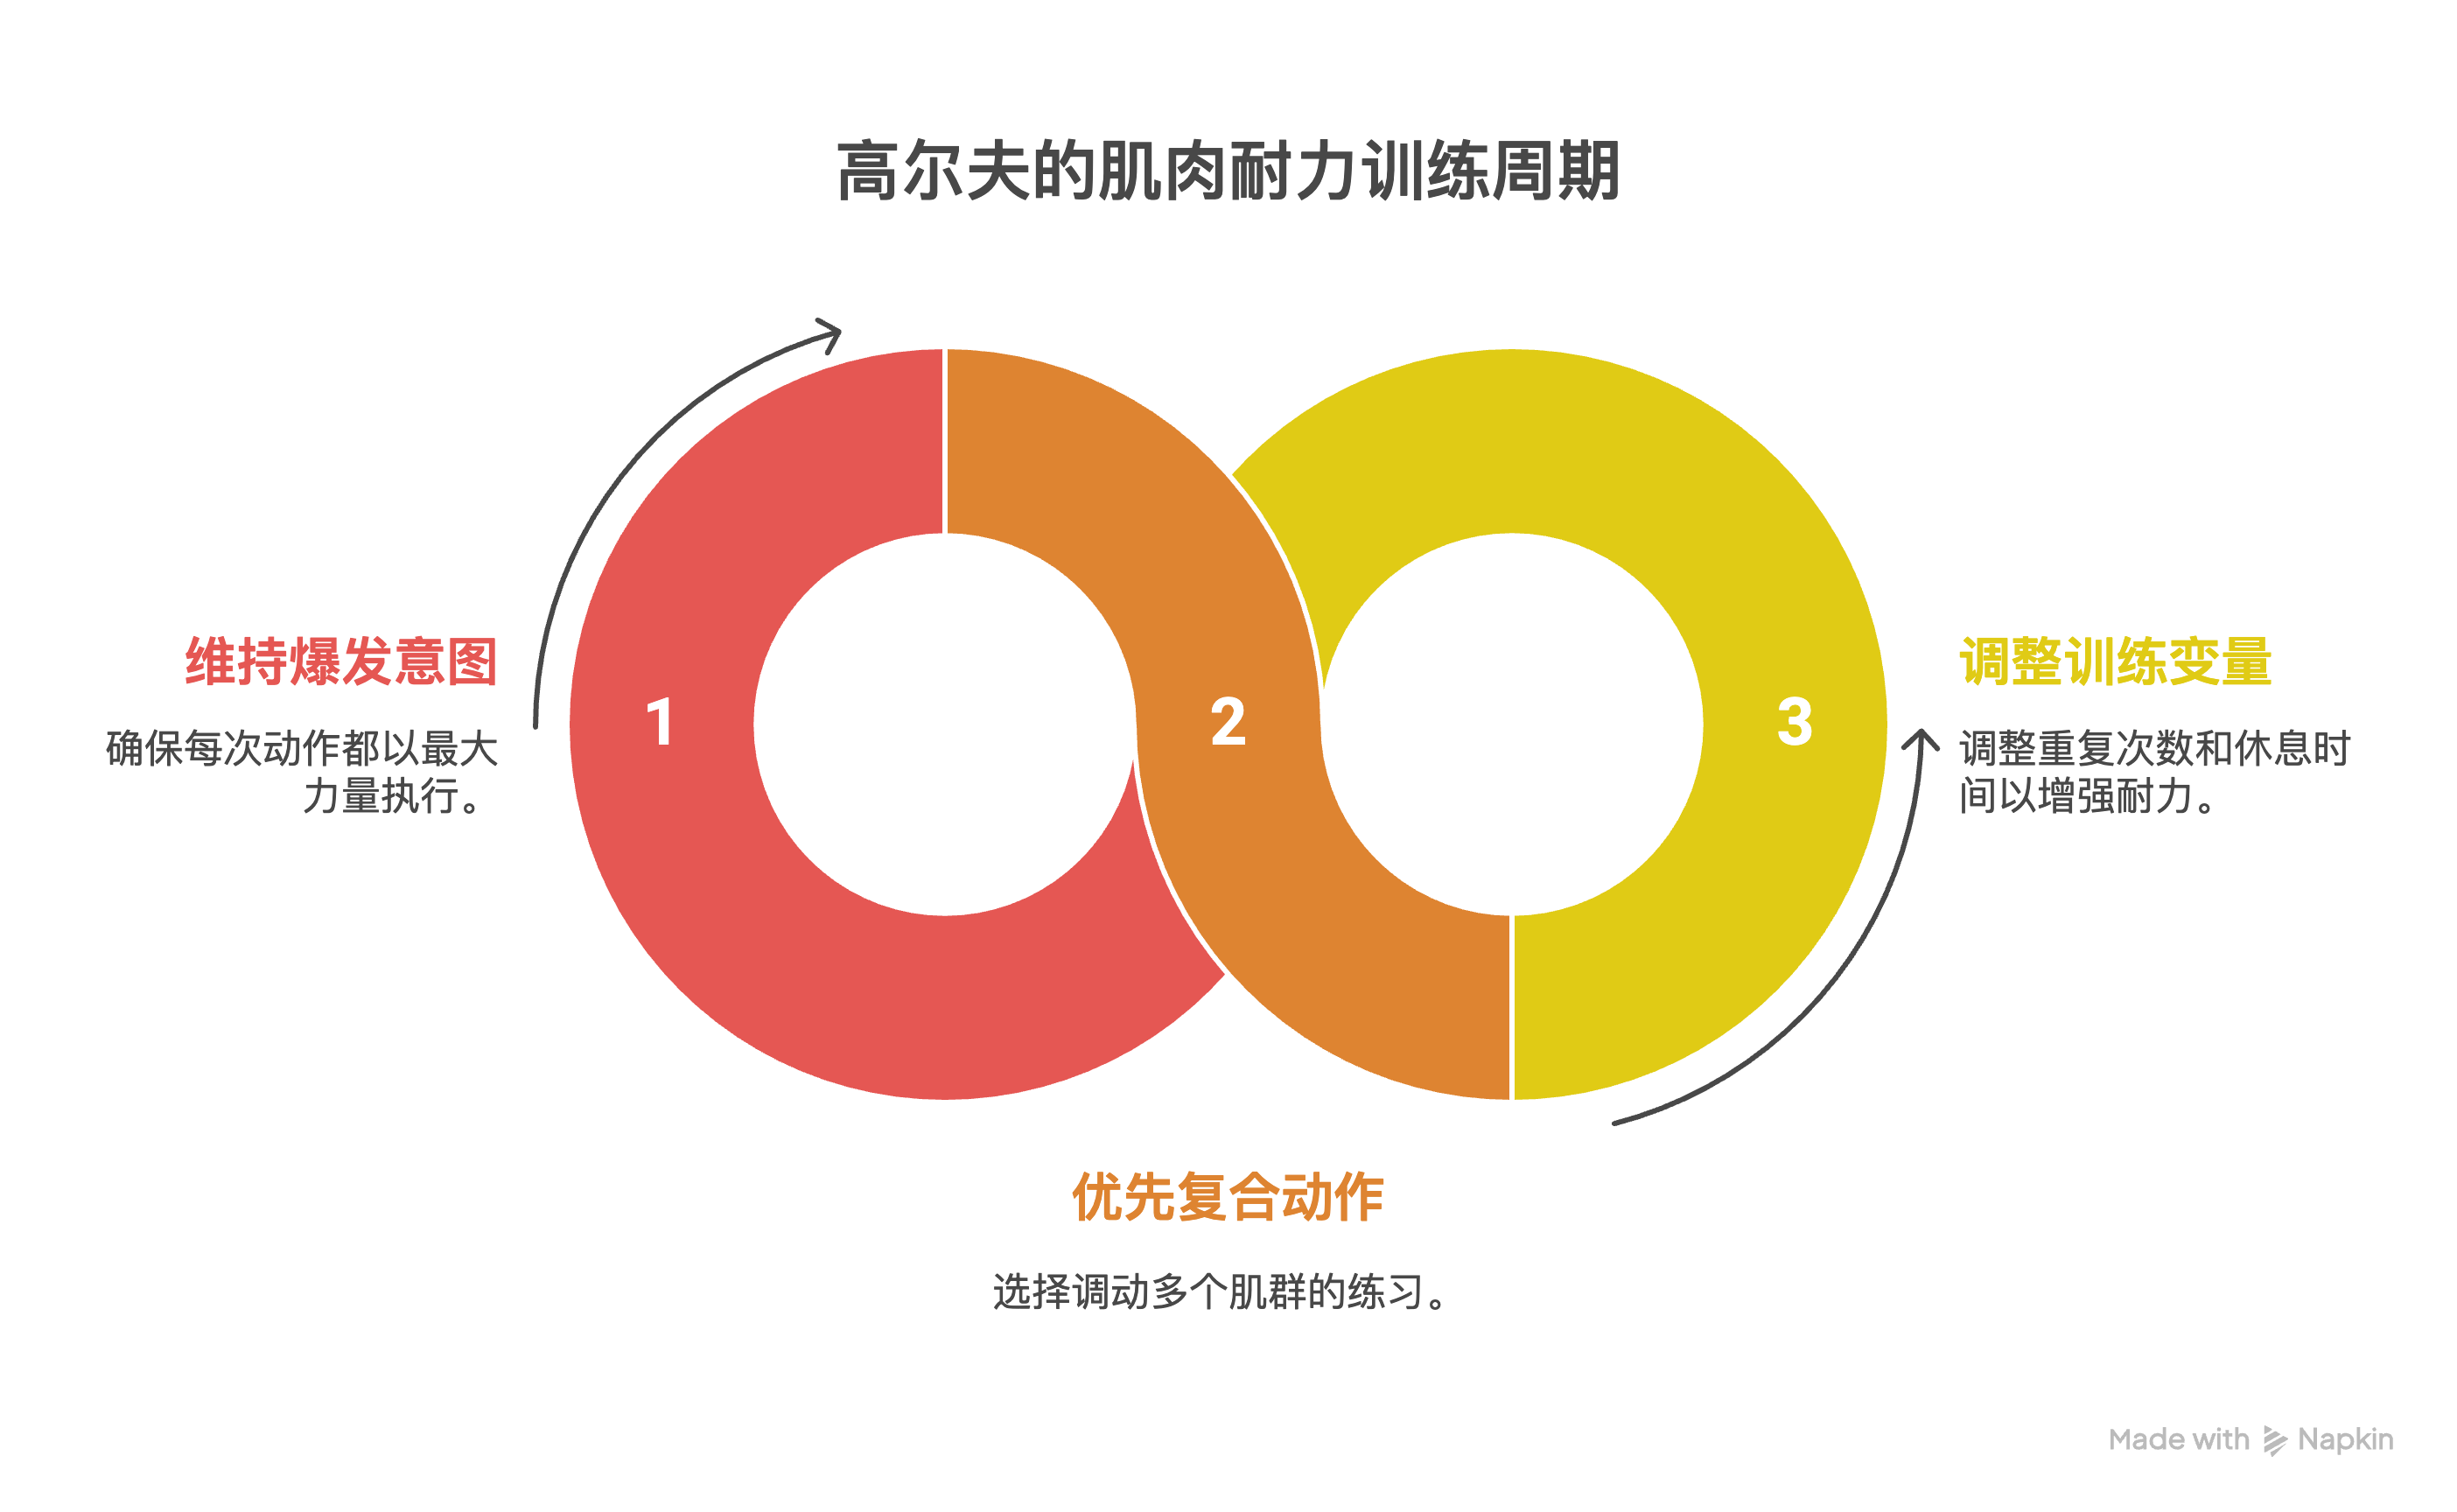 高尔夫的肌肉耐力训练周期
维持爆发意图
确保每次动作都以最大
力量执行。
1
2
3
调整训练变量
调整重复次数和休息时
间以增强耐力。
优先复合动作
选择调动多个肌群的练习。
Made with Napkin